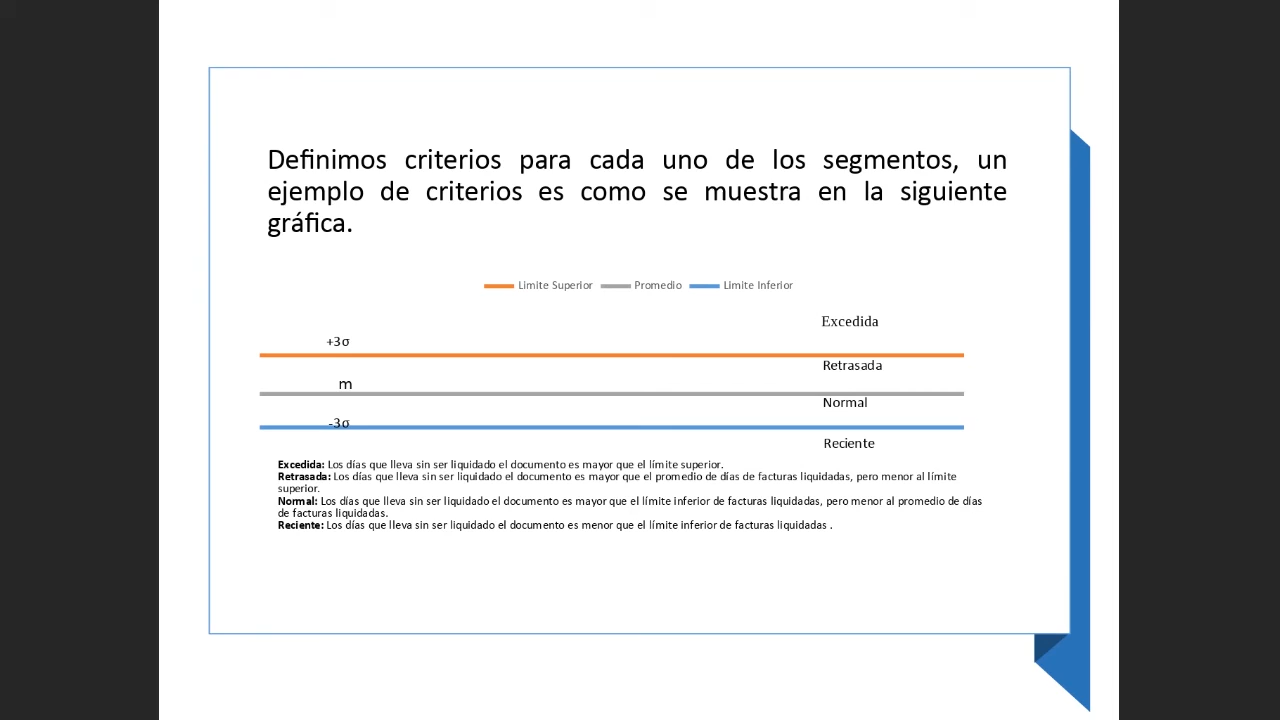 Definimos criterios para cada uno de los segmentos, un
ejemplo de criterios es como se muestra en la siguiente
gráfica.
Limite Superior Promedio Limite Inferior
Excedida
+3σ
Retrasada
m
Normal
-3σ
Reciente
Excedida: Los días que lleva sin ser liquidado el documento es mayor que el límite superior.
Retrasada: Los días que lleva sin ser liquidado el documento es mayor que el promedio de días de facturas liquidadas, pero menor al límite
superior.
Normal: Los días que lleva sin ser liquidado el documento es mayor que el límite inferior de facturas liquidadas, pero menor al promedio de días
de facturas liquidadas.
Reciente: Los días que lleva sin ser liquidado el documento es menor que el límite inferior de facturas liquidadas .